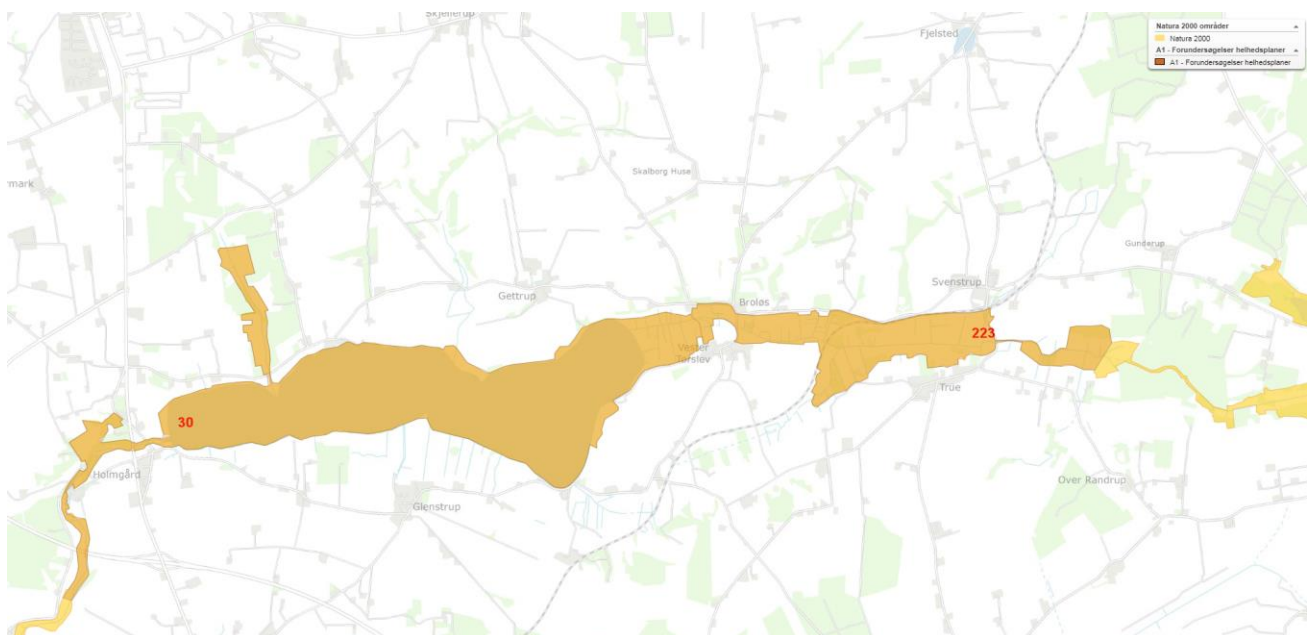 Skjellerup
Fjelsted
Natura 2000 områder
Natura 2000
A1 - Forundersøgelser helhedsplaner
A1 - Forundersøgelser helhedsplaner
Skalborg Huse
rmark
Gunderup
Svenstrup
Gettrup
Broløs
223
Vester
Tørslev
True
30
Holmgård
Over Randrup
Glenstrup